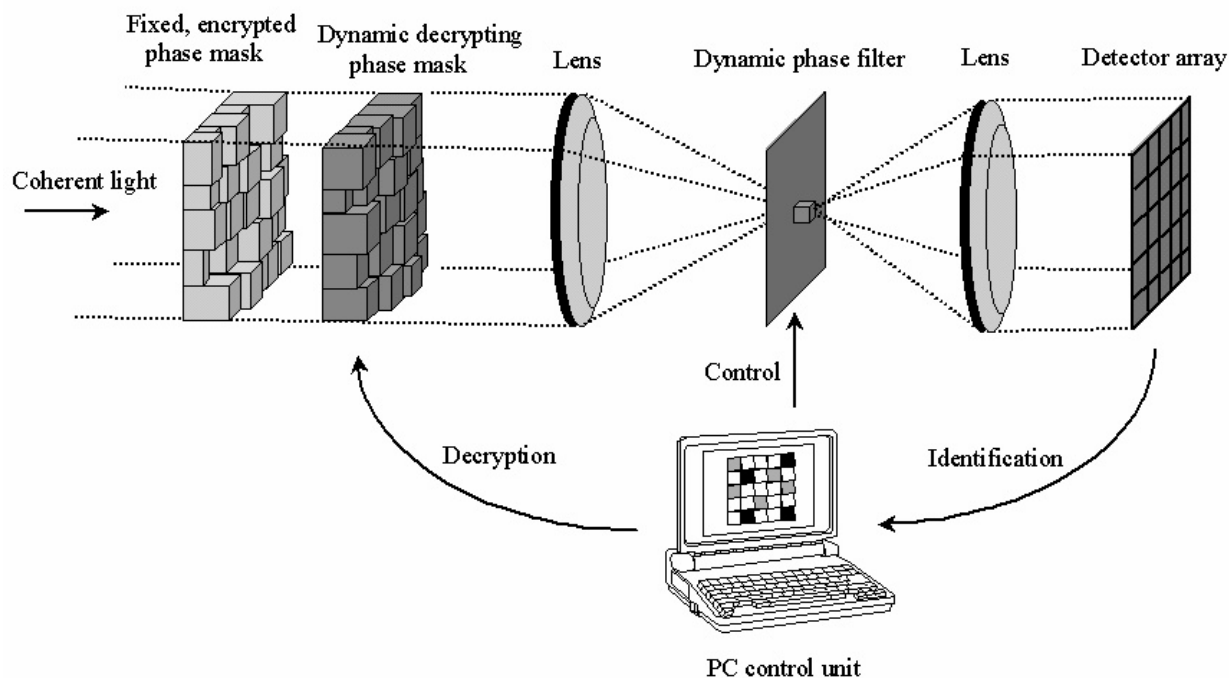 Fixed, encrypted
phase mask
Dynamic decrypting
phase mask
Lens
Dynamic phase filter
Lens
Detector array
Coherent light
Control
Decryption
Identification
PC control unit